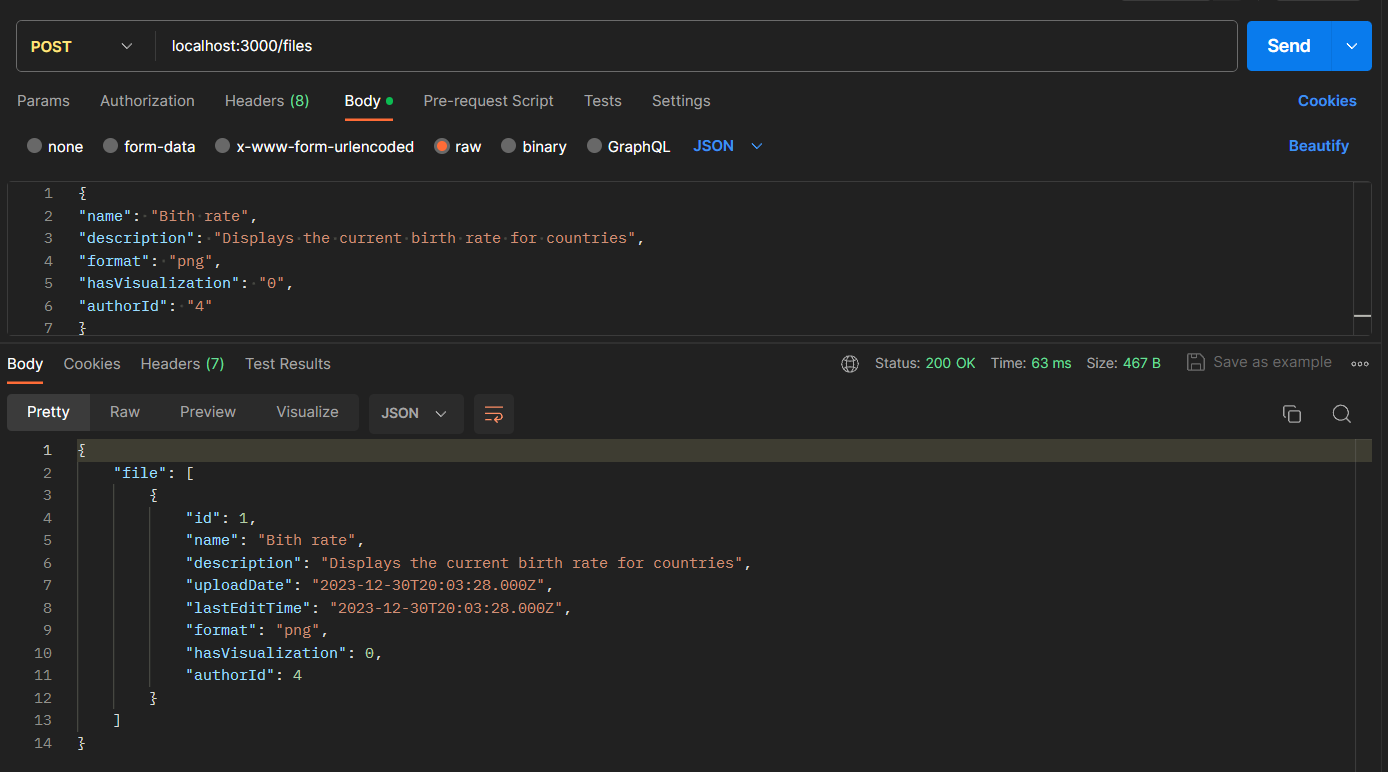 POST localhost:3000/files Send
Params Authorization Headers (8) Body Pre-request Script Tests Settings Cookies
none form-data x-www-form-urlencoded raw binary GraphQL JSON Beautify
1 {
2 "name": "Bith rate",
3 "description": "Displays the current birth rate for countries",
4 "format": "png",
5 "hasVisualization": "0",
6 "authorId": "4"
7 }
Body Cookies Headers (7) Test Results Status: 200 OK Time: 63 ms Size: 467 B Save as example
Pretty Raw Preview Visualize JSON
1 {
2 "file": [
3 {
4 "id": 1,
5 "name": "Bith rate",
6 "description": "Displays the current birth rate for countries",
7 "uploadDate": "2023-12-30T20:03:28.000Z",
8 "lastEditTime": "2023-12-30T20:03:28.000Z",
9 "format": "png",
10 "hasVisualization": 0,
11 "authorId": 4
12 }
13 ]
14 }